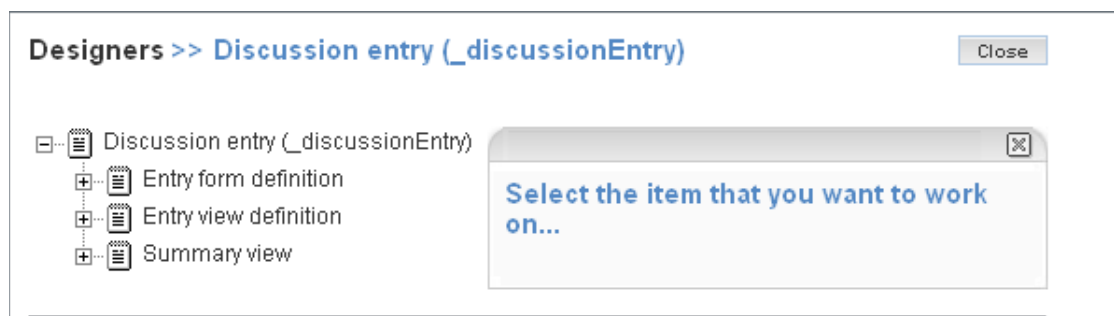 Designers >> Discussion entry (_discussionEntry)
Close
Discussion entry (_discussionEntry)
Entry form definition
Entry view definition
Summary view
Select the item that you want to work
on...